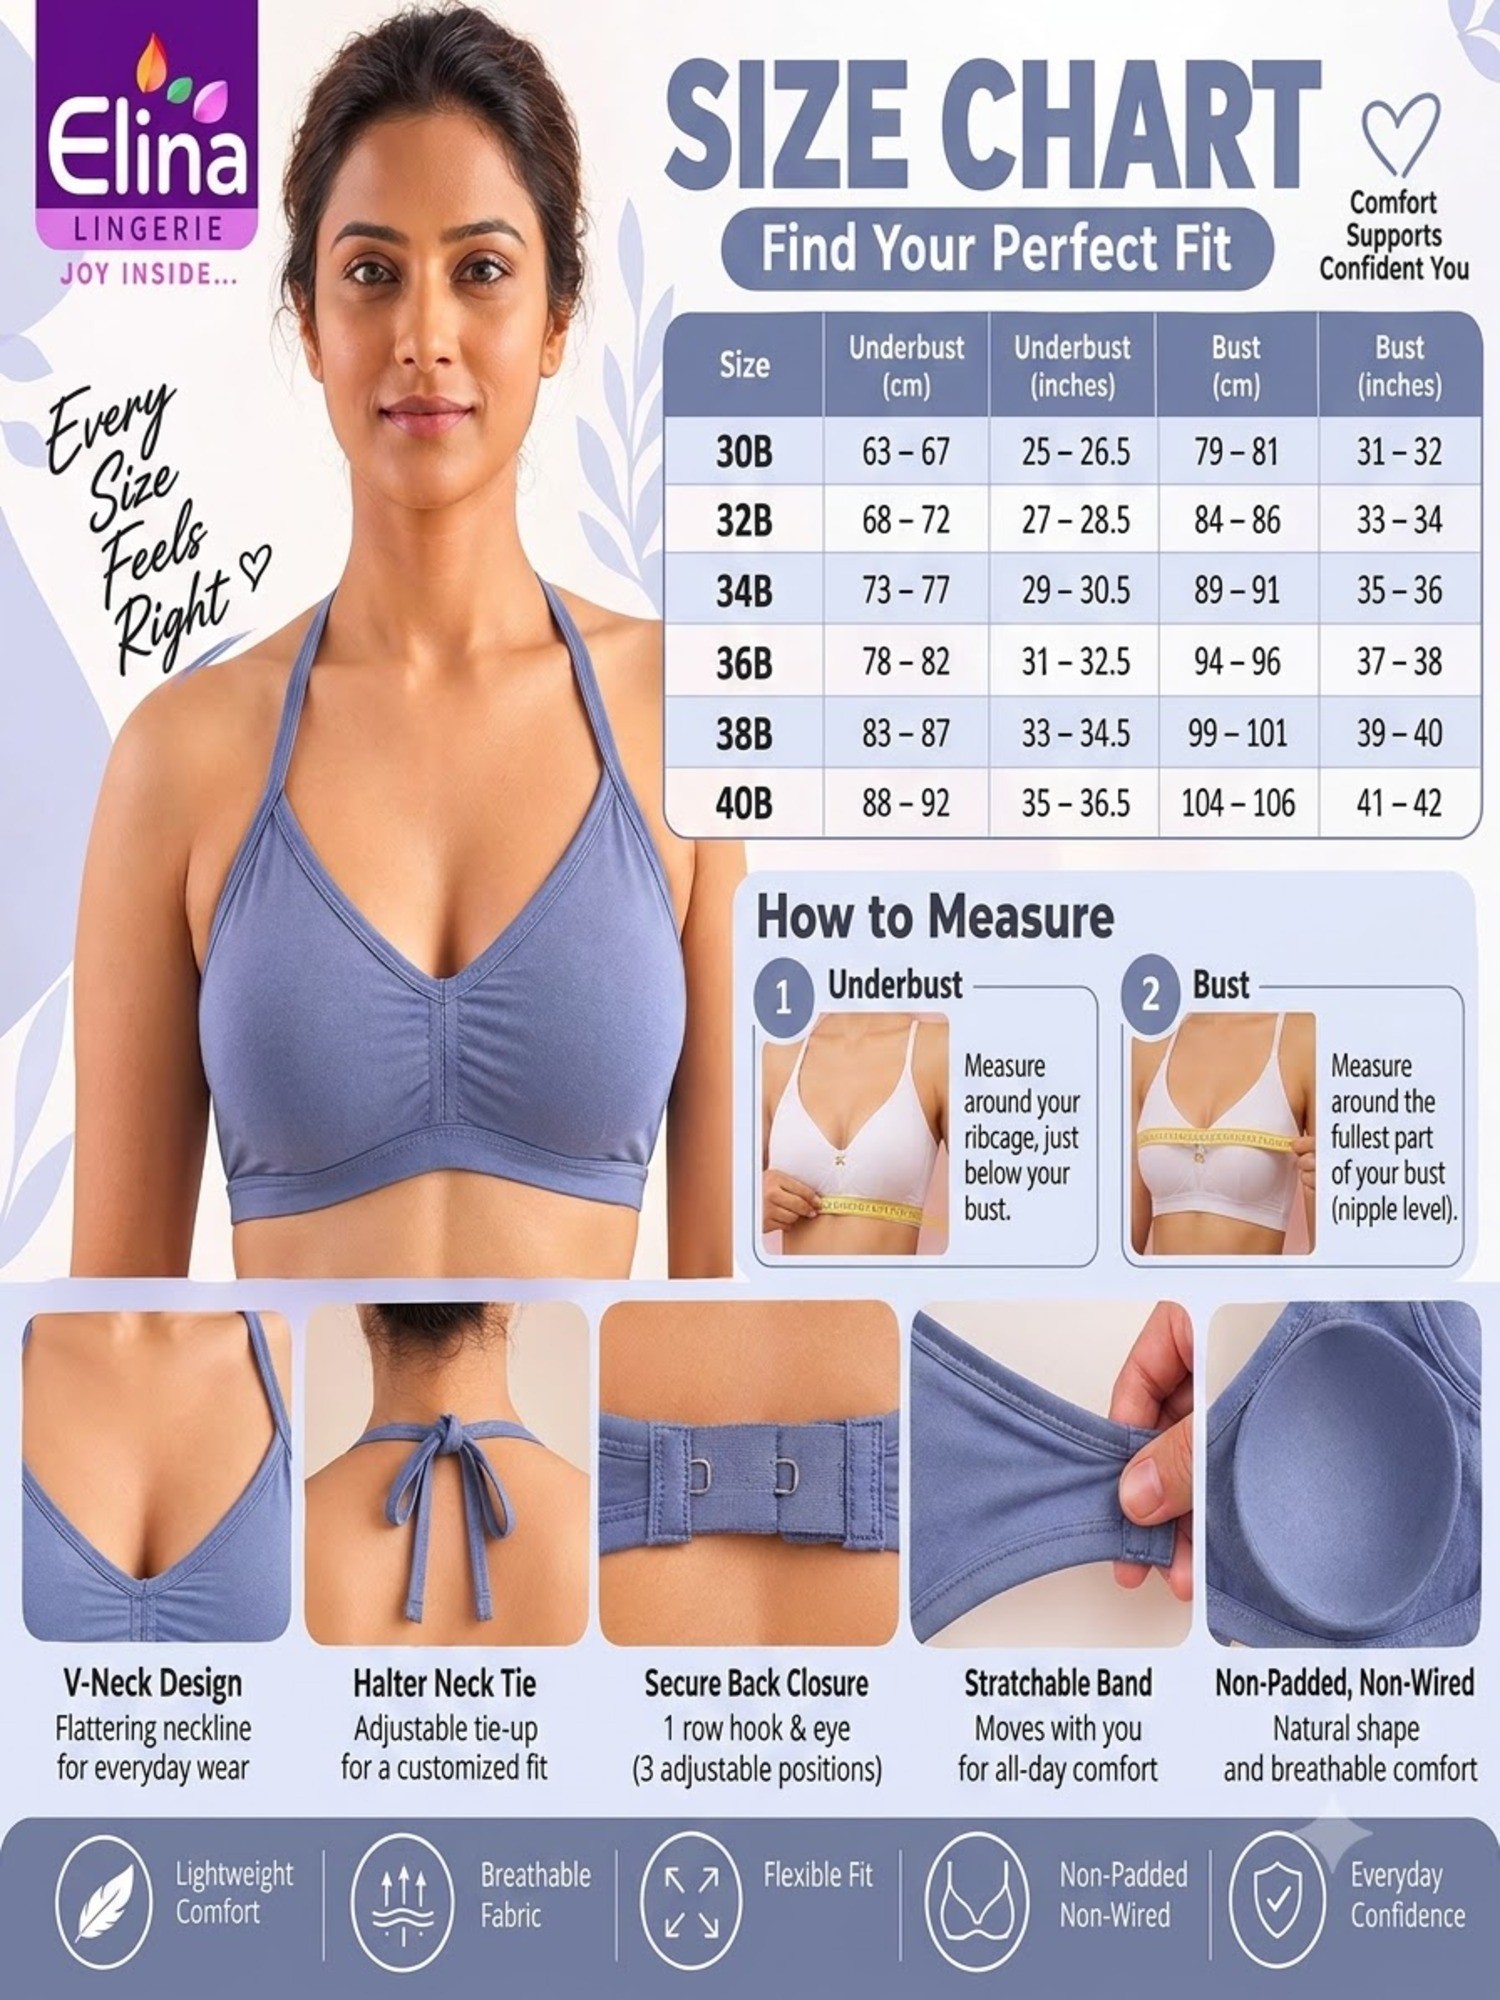 Elina
LINGERIE
JOY INSIDE...
Every
Size
Feels
Right
SIZE CHART
Find Your Perfect Fit
Comfort
Supports
Confident You
Size Underbust (cm) Underbust (inches) Bust (cm) Bust (inches)
30B 63 – 67 25 – 26.5 79 – 81 31 – 32
32B 68 – 72 27 – 28.5 84 – 86 33 – 34
34B 73 – 77 29 – 30.5 89 – 91 35 – 36
36B 78 – 82 31 – 32.5 94 – 96 37 – 38
38B 83 – 87 33 – 34.5 99 – 101 39 – 40
40B 88 – 92 35 – 36.5 104 – 106 41 – 42
How to Measure
1 Underbust
Measure
around your
ribcage, just
below your
bust.
2 Bust
Measure
around the
fullest part
of your bust
(nipple level).
V-Neck Design
Flattering neckline
for everyday wear
Halter Neck Tie
Adjustable tie-up
for a customized fit
Secure Back Closure
1 row hook & eye
(3 adjustable positions)
Stratchable Band
Moves with you
for all-day comfort
Non-Padded, Non-Wired
Natural shape
and breathable comfort
Lightweight
Comfort
Breathable
Fabric
Flexible Fit
Non-Padded
Non-Wired
Everyday
Confidence